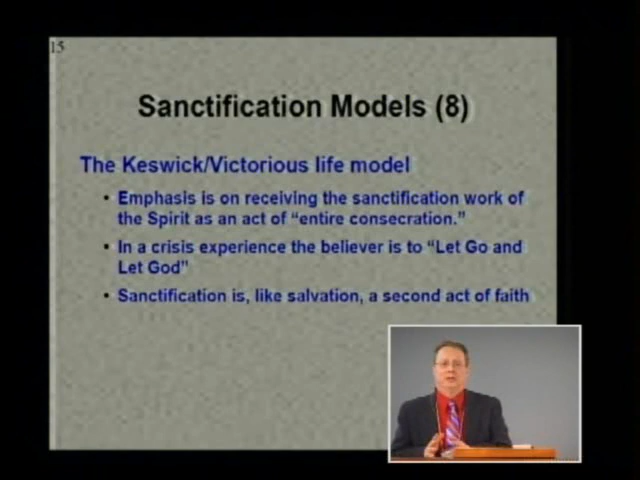 15
Sanctification Models (8)
The Keswick/Victorious life model
• Emphasis is on receiving the sanctification work of
the Spirit as an act of “entire consecration.”
• In a crisis experience the believer is to “Let Go and
Let God”
• Sanctification is, like salvation, a second act of faith